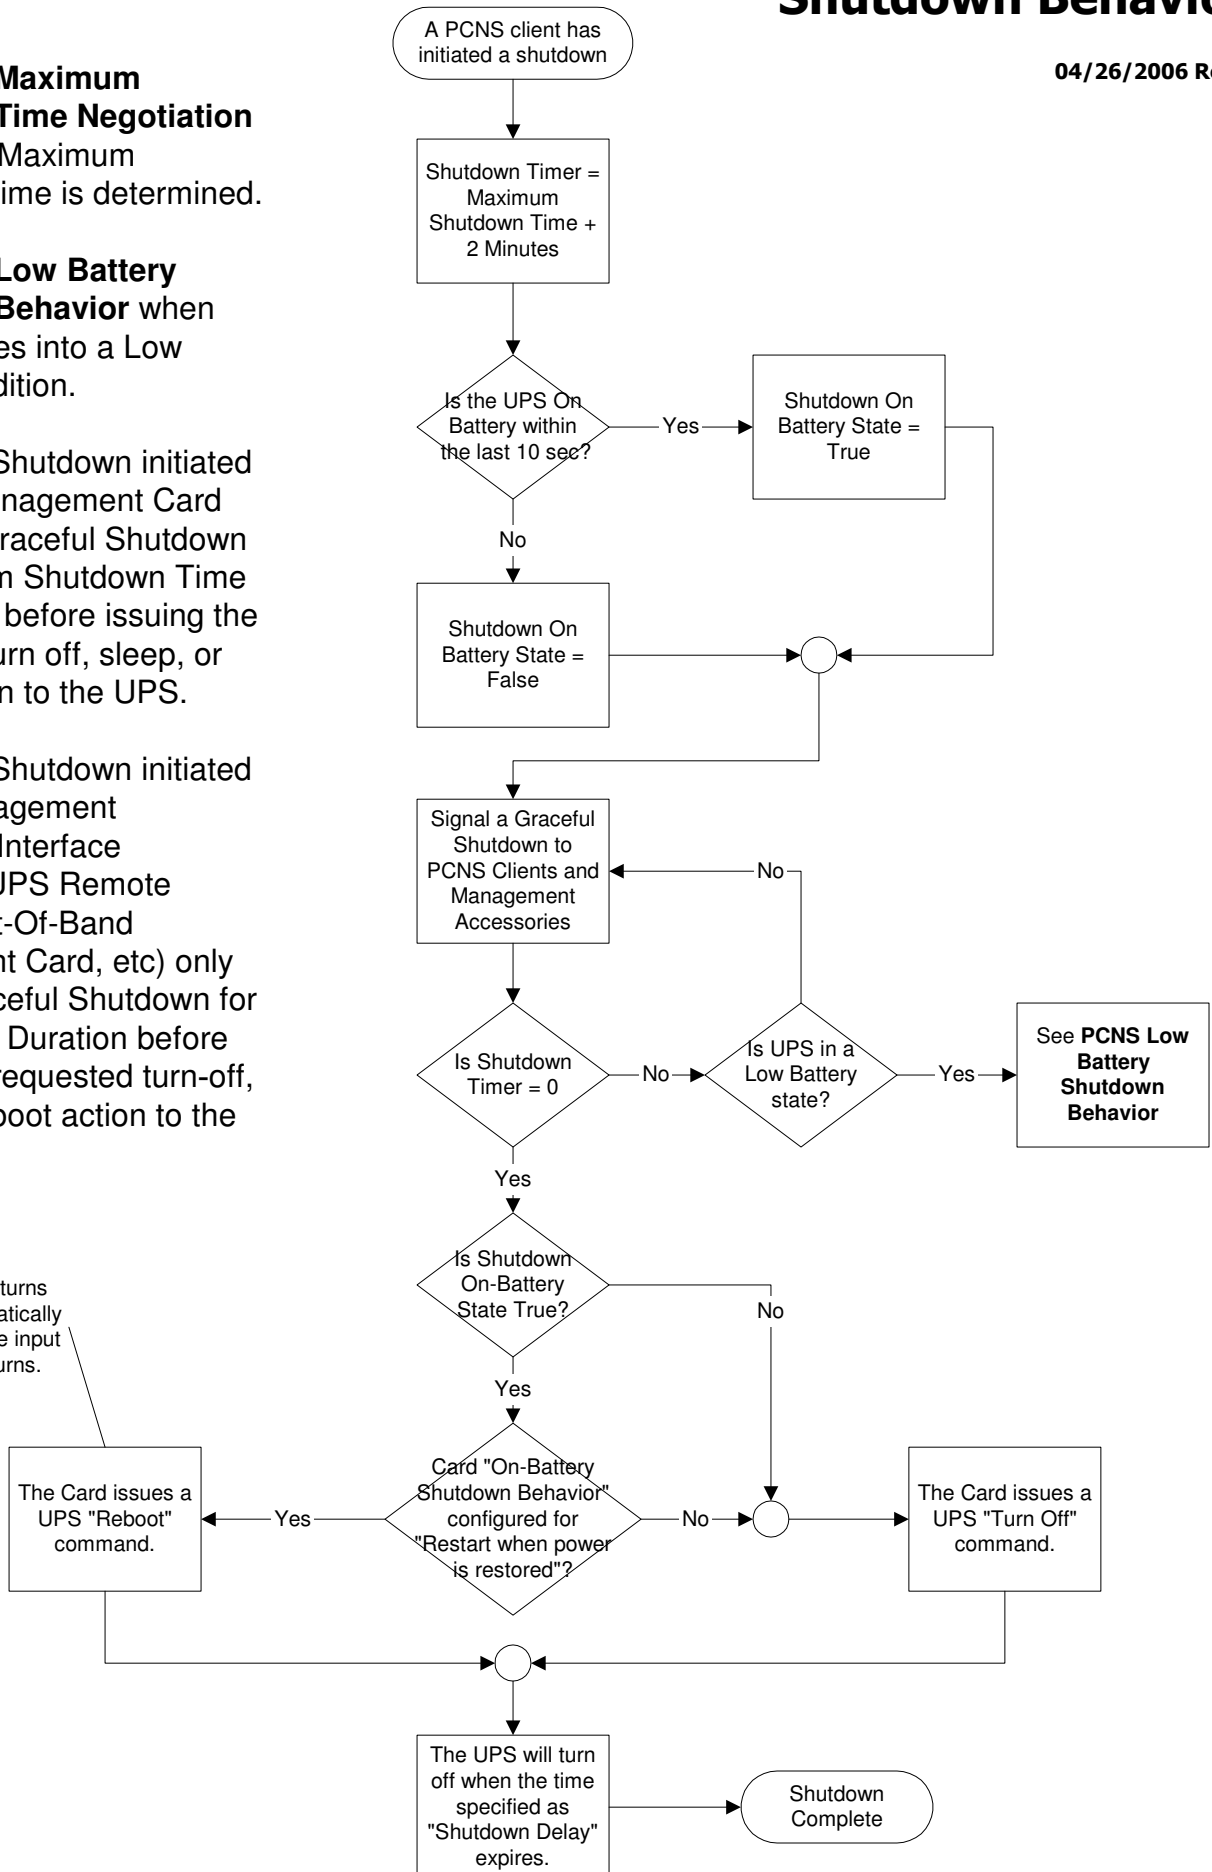 Shutdown Behavio
04/26/2006 Re
Maximum
Time Negotiation
Maximum
ime is determined.
Low Battery
Behavior when
es into a Low
dition.
Shutdown initiated
nagement Card
raceful Shutdown
m Shutdown Time
before issuing the
urn off, sleep, or
n to the UPS.
Shutdown initiated
agement
Interface
UPS Remote
t-Of-Band
nt Card, etc) only
ceful Shutdown for
Duration before
requested turn-off,
boot action to the
A PCNS client has
initiated a shutdown
Shutdown Timer =
Maximum
Shutdown Time +
2 Minutes
Is the UPS On
Battery within
the last 10 sec?
Yes
Shutdown On
Battery State =
True
No
Shutdown On
Battery State =
False
Signal a Graceful
Shutdown to
PCNS Clients and
Management
Accessories
No
Is Shutdown
Timer = 0
No
Is UPS in a
Low Battery
state?
Yes
See PCNS Low
Battery
Shutdown
Behavior
Yes
Is Shutdown
On-Battery
State True?
No
Yes
turns
atically
e input
urns.
The Card issues a
UPS "Reboot"
command.
Yes
Card "On-Battery
Shutdown Behavior"
configured for
"Restart when power
is restored"?
No
The Card issues a
UPS "Turn Off"
command.
The UPS will turn
off when the time
specified as
"Shutdown Delay"
expires.
Shutdown
Complete